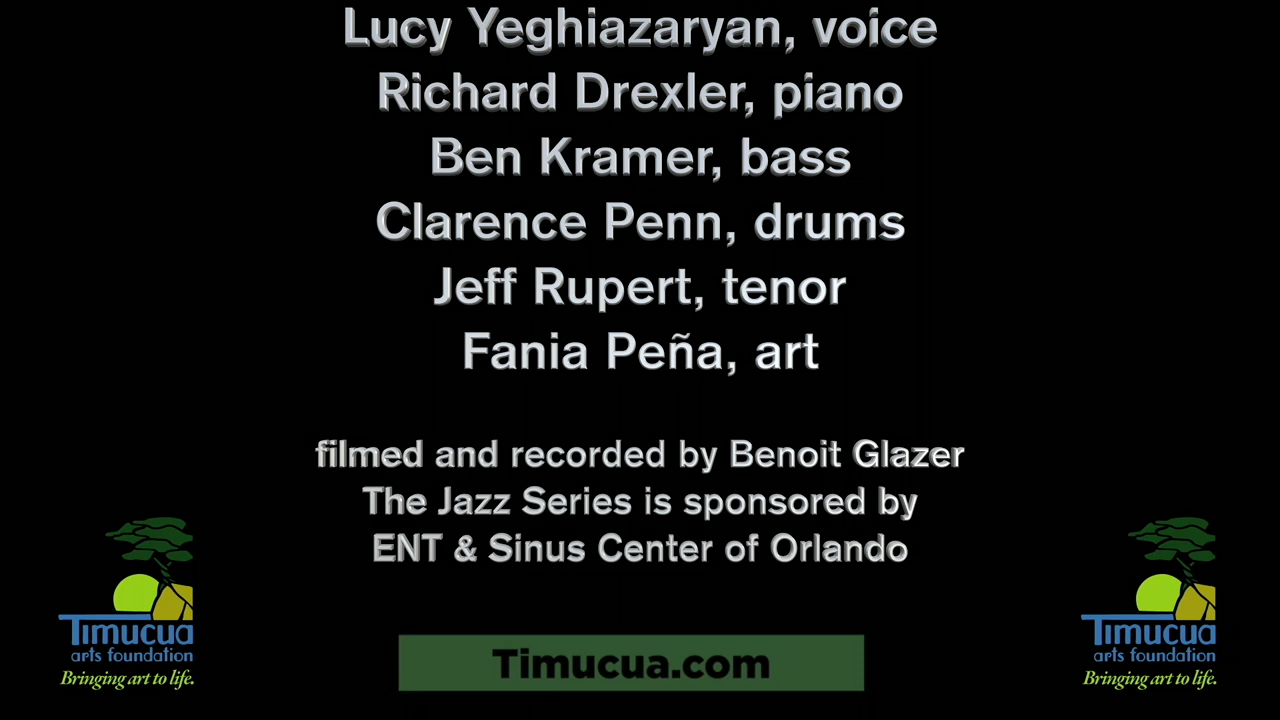 Lucy Yeghiazaryan, voice
Richard Drexler, piano
Ben Kramer, bass
Clarence Penn, drums
Jeff Rupert, tenor
Fania Peña, art
filmed and recorded by Benoit Glazer
The Jazz Series is sponsored by
ENT & Sinus Center of Orlando
Timucua
arts foundation
Bringing art to life.
Timucua.com
Timucua
arts foundation
Bringing art to life.